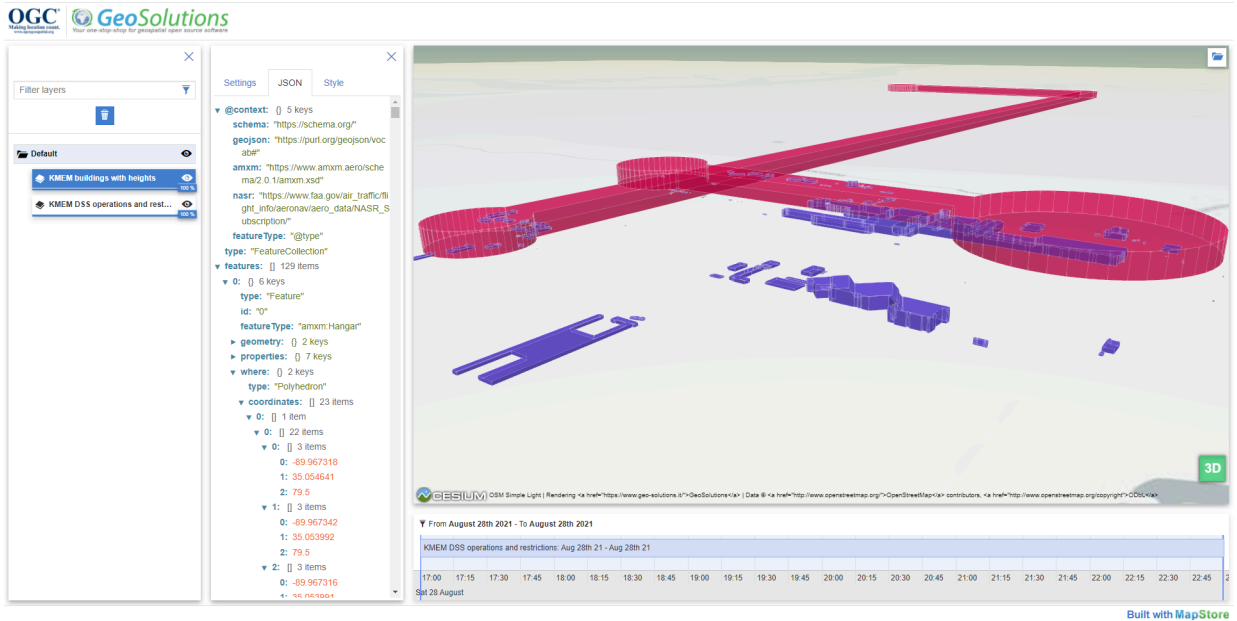 OGC
Making location count.
www.opengeospatial.org
GeoSolutions
Your one-stop-shop for geospatial open source software
Filter layers
Default
KMEM buildings with heights
100 %
KMEM DSS operations and rest...
100 %
Settings
JSON
Style
@context: {} 5 keys
schema: "https://schema.org/"
geojson: "https://purl.org/geojson/voc
ab#"
amxm: "https://www.amxm.aero/sche
ma/2.0.1/amxm.xsd"
nasr: "https://www.faa.gov/air_traffic/fli
ght_info/aeronav/aero_data/NASR_S
ubscription/"
featureType: "@type"
type: "FeatureCollection"
features: [] 129 items
0: {} 6 keys
type: "Feature"
id: "0"
featureType: "amxm:Hangar"
geometry: {} 2 keys
properties: {} 7 keys
where: {} 2 keys
type: "Polyhedron"
coordinates: [] 23 items
0: [] 1 item
0: [] 22 items
0: [] 3 items
0: -89.967318
1: 35.054641
2: 79.5
1: [] 3 items
0: -89.967342
1: 35.053992
2: 79.5
2: [] 3 items
0: -89.967316
1: 35.053991
3D
CESIUM OSM Simple Light | Rendering <a href="https://www.geo-solutions.it/">GeoSolutions</a> | Data © <a href="http://www.openstreetmap.org/">OpenStreetMap</a> contributors, <a href="http://www.openstreetmap.org/copyright">ODbL</a>
From August 28th 2021 - To August 28th 2021
KMEM DSS operations and restrictions: Aug 28th 21 - Aug 28th 21
17:00 17:15 17:30 17:45 18:00 18:15 18:30 18:45 19:00 19:15 19:30 19:45 20:00 20:15 20:30 20:45 21:00 21:15 21:30 21:45 22:00 22:15 22:30 22:45 2
Sat 28 August
Built with MapStore